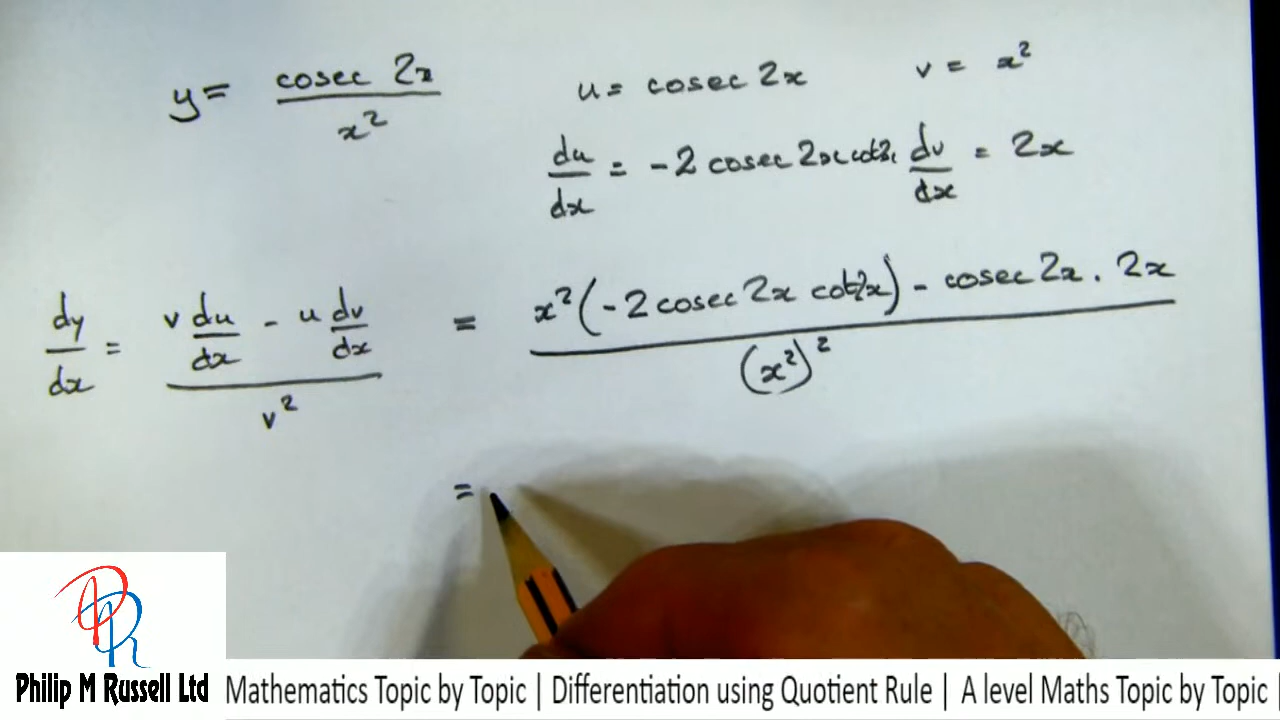 y = cosec 2x / x²
u = cosec 2x
v = x²
du/dx = -2 cosec 2x cot 2x
dv/dx = 2x
dy/dx = (v du/dx - u dv/dx) / v² = (x²(-2 cosec 2x cot 2x) - cosec 2x . 2x) / (x²)²
=
Philip M Russell Ltd
Mathematics Topic by Topic | Differentiation using Quotient Rule | A level Maths Topic by Topic |